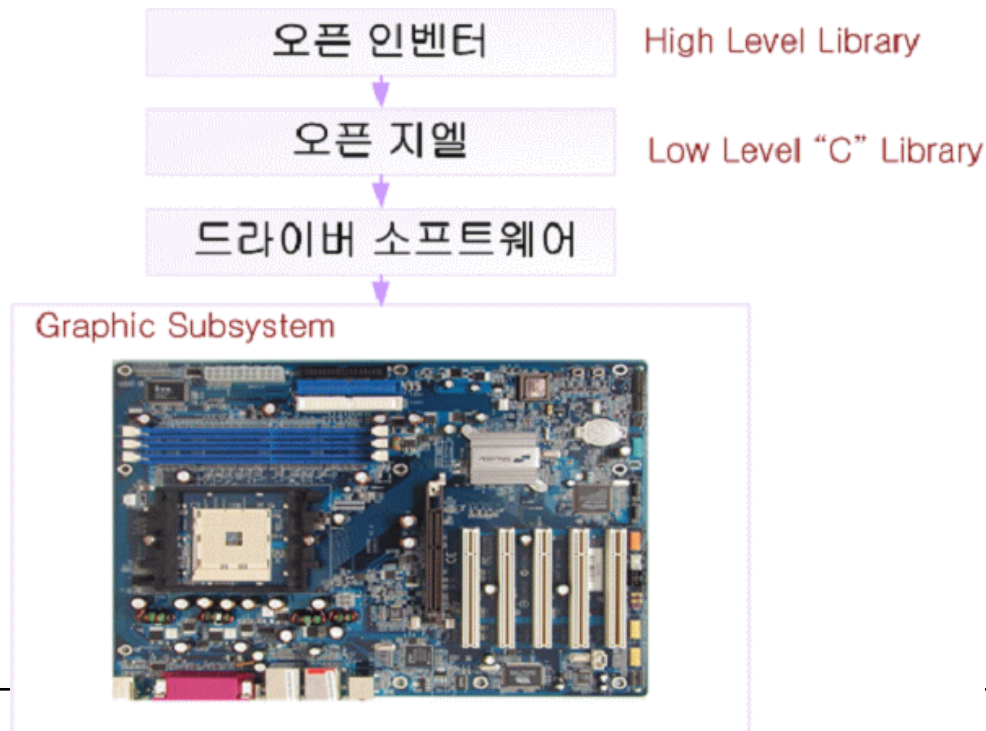 오픈 인벤터
High Level Library
오픈 지엘
Low Level “C” Library
드라이버 소프트웨어
Graphic Subsystem